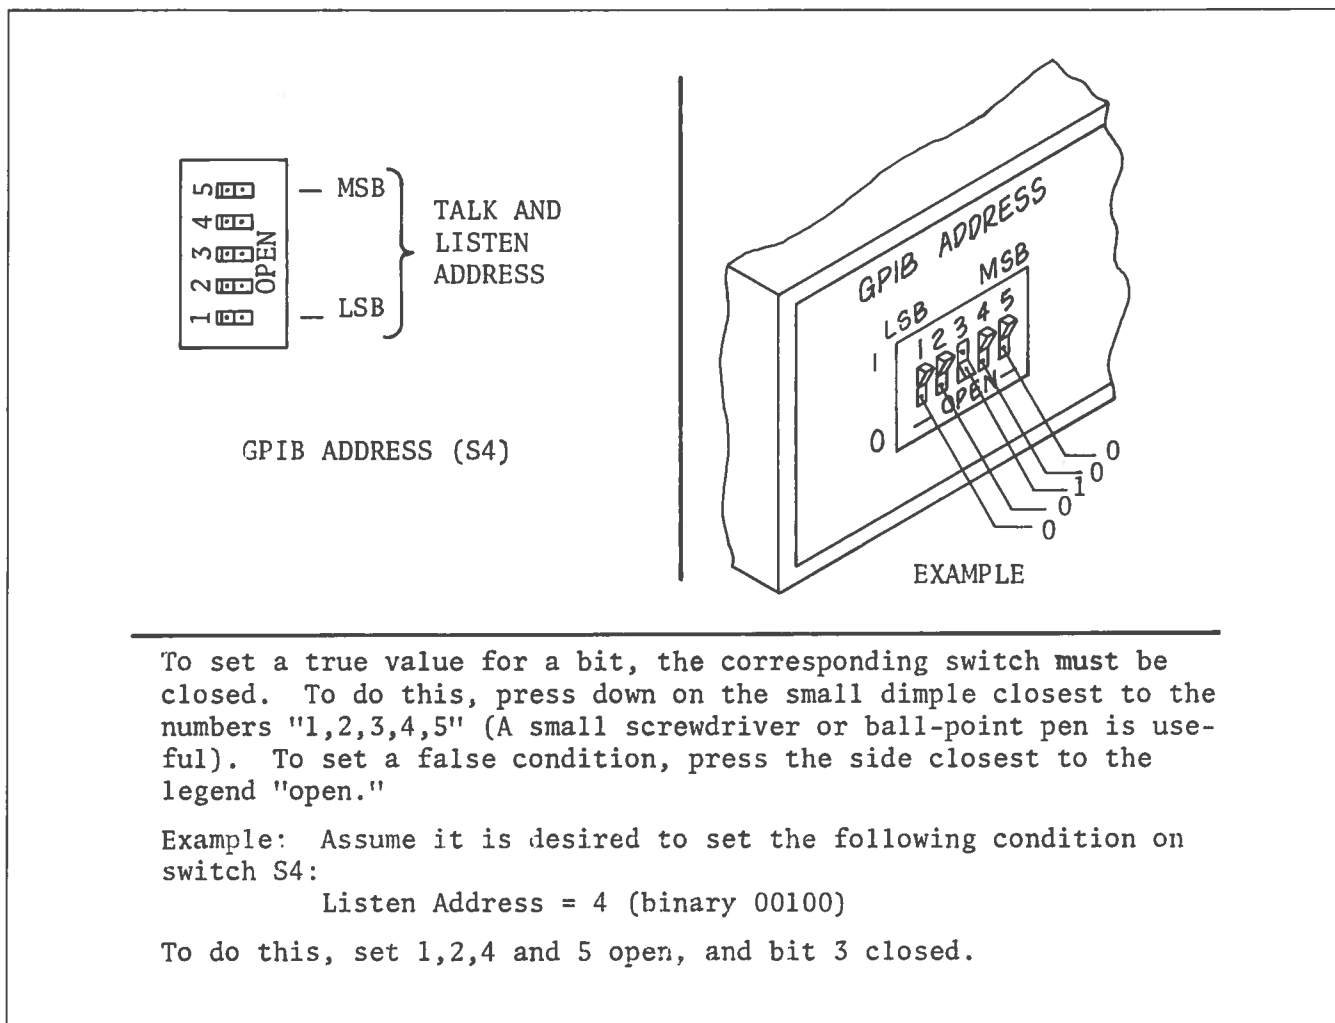 5
4
3
2
1
OPEN
— MSB
— LSB
TALK AND
LISTEN
ADDRESS
GPIB ADDRESS (S4)
GPIB ADDRESS
LSB
MSB
1 2 3 4 5
1
0
OPEN
0
0
1
0
0
EXAMPLE
To set a true value for a bit, the corresponding switch must be
closed. To do this, press down on the small dimple closest to the
numbers "1,2,3,4,5" (A small screwdriver or ball-point pen is use-
ful). To set a false condition, press the side closest to the
legend "open."
Example: Assume it is desired to set the following condition on
switch S4:
Listen Address = 4 (binary 00100)
To do this, set 1,2,4 and 5 open, and bit 3 closed.